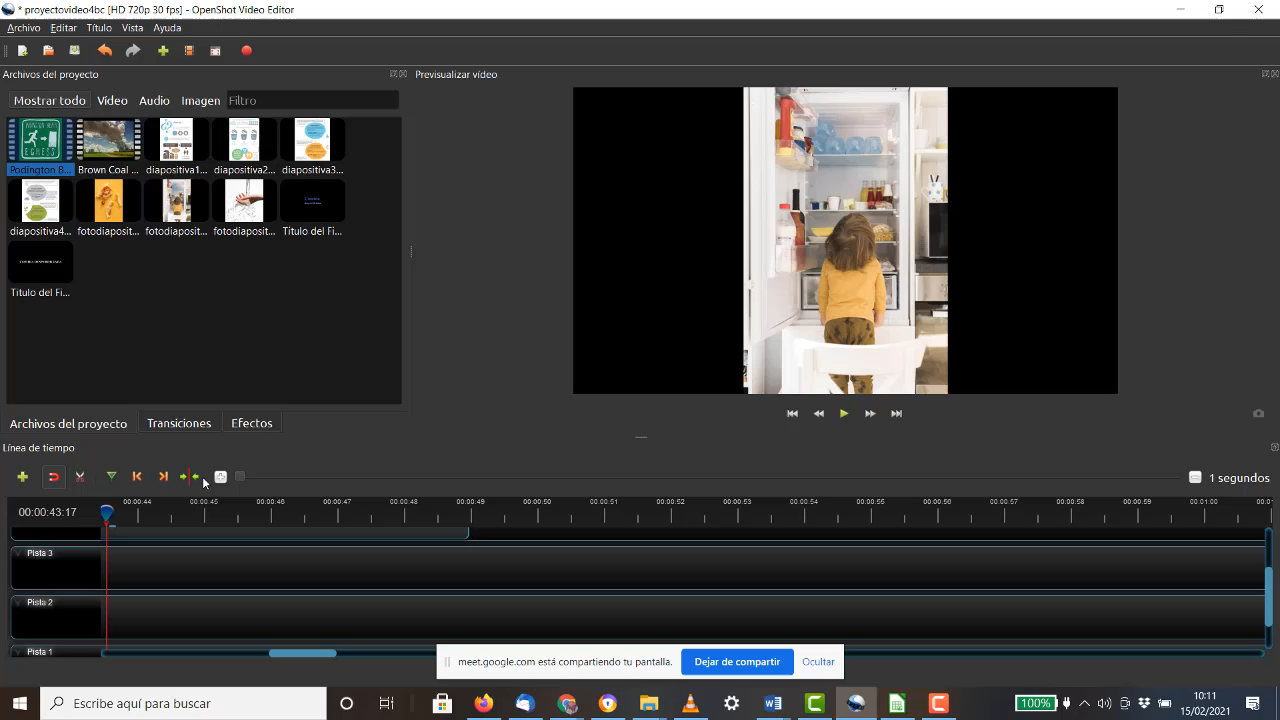 * proyectovideo4bc [HD 720p 30 fps] - OpenShot Video Editor
Archivo Editar Título Vista Ayuda
Archivos del proyecto
Previsualizar vídeo
Mostrar todo Vídeo Audio Imagen Filtro
EGRESS
Podington B... Brown Coal ... diapositiva1... diapositiva2... diapositiva3...
diapositiva4... fotodiaposit... fotodiaposit... fotodiaposit... Titulo del Fi...
Titulo del Fi...
Archivos del proyecto Transiciones Efectos
Línea de tiempo
1 segundos
00:00:43:17
00:00:44 00:00:45 00:00:46 00:00:47 00:00:48 00:00:49 00:00:50 00:00:51 00:00:52 00:00:53 00:00:54 00:00:55 00:00:56 00:00:57 00:00:58 00:00:59 00:01:00 00:0
Pista 3
Pista 2
Pista 1
meet.google.com está compartiendo tu pantalla. Dejar de compartir Ocultar
Escribe aquí para buscar
100%
10:11
15/02/2021